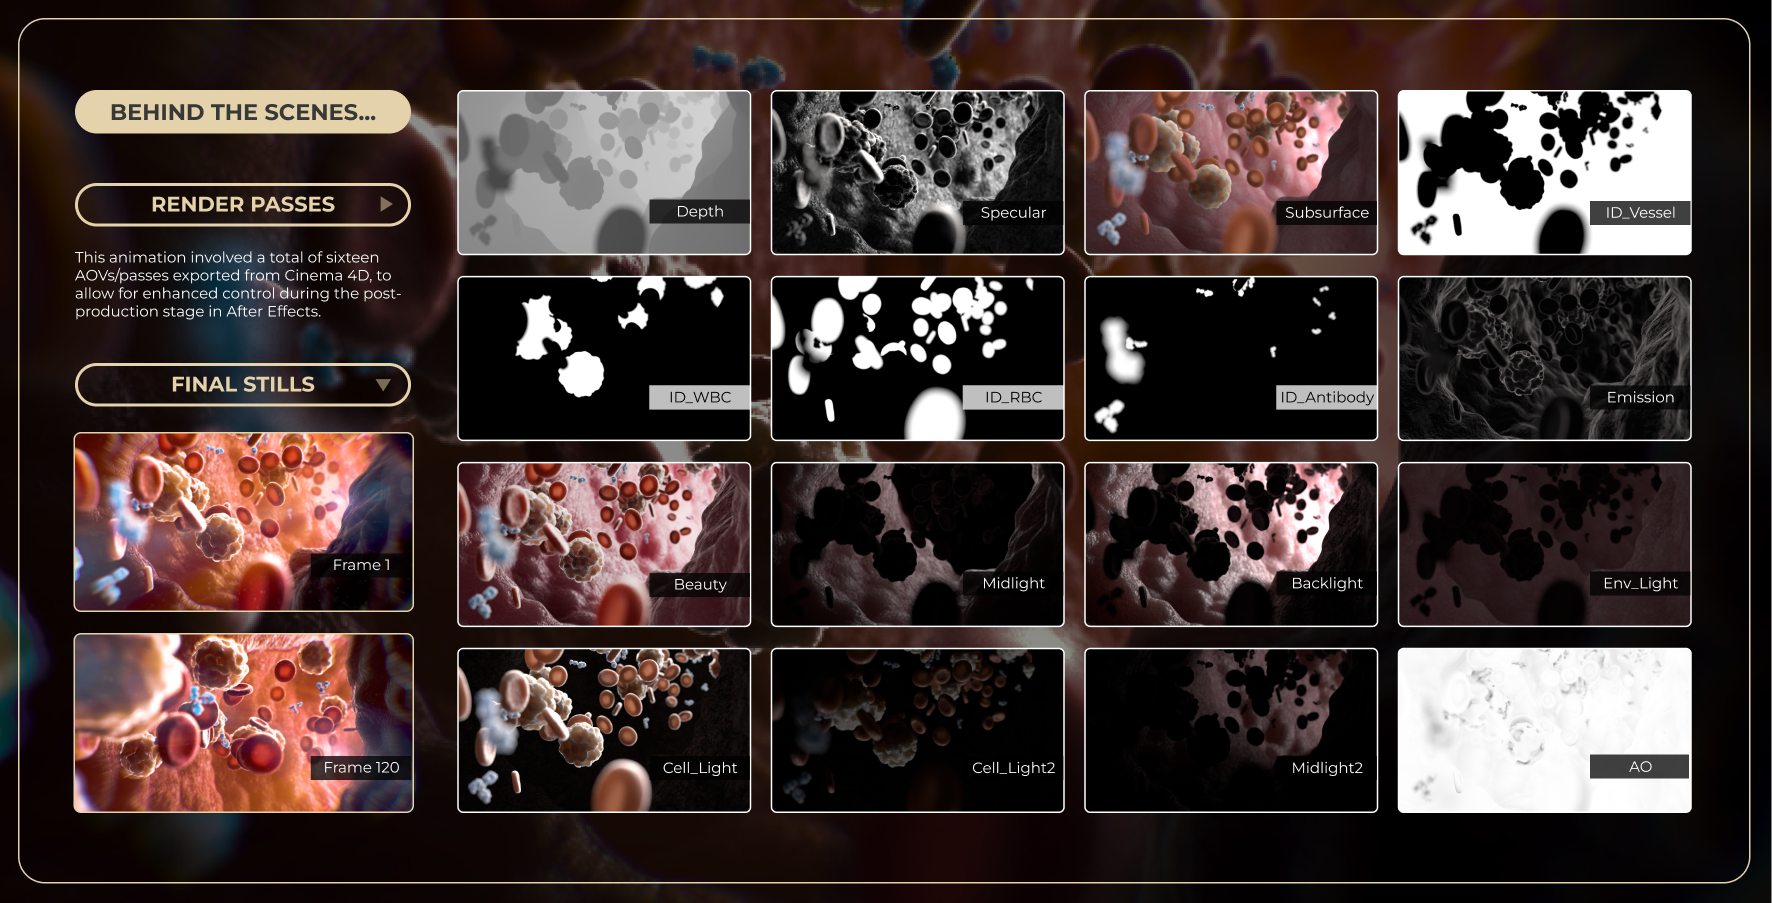 BEHIND THE SCENES...
RENDER PASSES
This animation involved a total of sixteen
AOVs/passes exported from Cinema 4D, to
allow for enhanced control during the post-
production stage in After Effects.
FINAL STILLS
Frame 1
Frame 120
Depth
Specular
Subsurface
ID_Vessel
ID_WBC
ID_RBC
ID_Antibody
Emission
Beauty
Midlight
Backlight
Env_Light
Cell_Light
Cell_Light2
Midlight2
AO